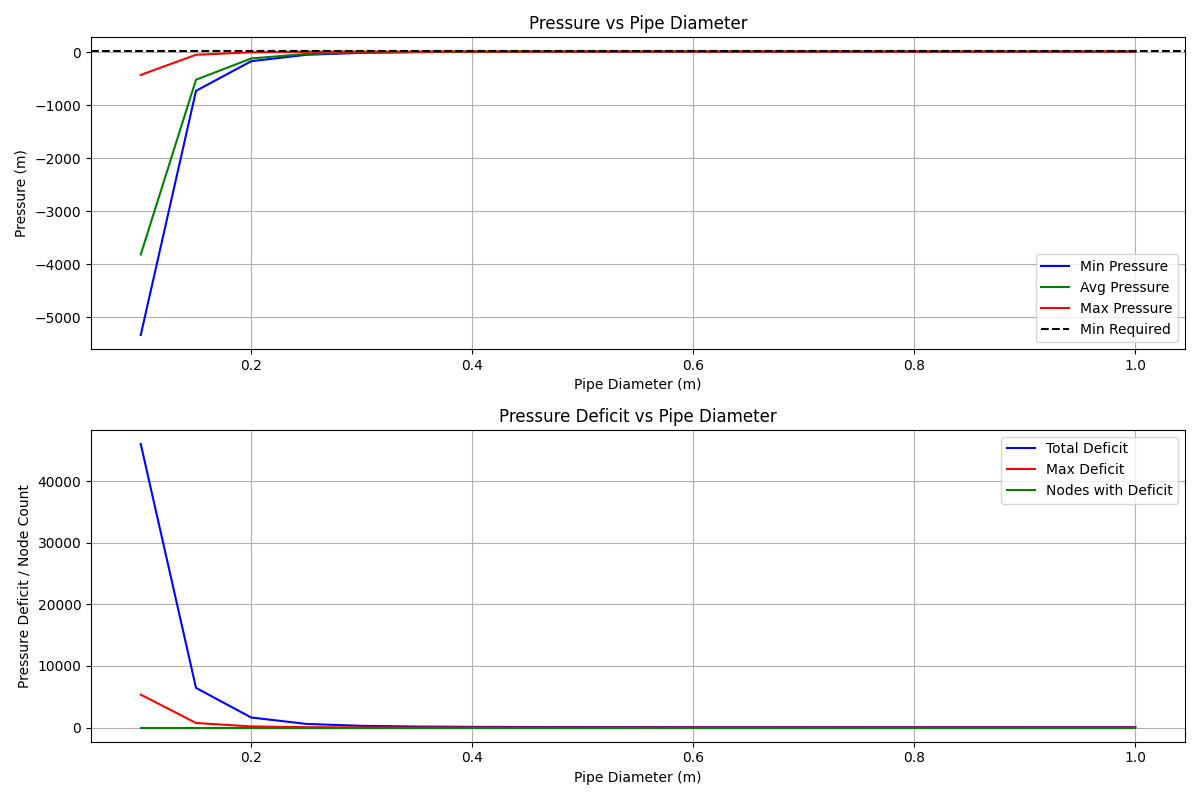 Pressure vs Pipe Diameter
Pressure (m)
0
−1000
−2000
−3000
−4000
−5000
Min Pressure
Avg Pressure
Max Pressure
Min Required
0.2 0.4 0.6 0.8 1.0
Pipe Diameter (m)
Pressure Deficit vs Pipe Diameter
Pressure Deficit / Node Count
40000
30000
20000
10000
0
Total Deficit
Max Deficit
Nodes with Deficit
0.2 0.4 0.6 0.8 1.0
Pipe Diameter (m)